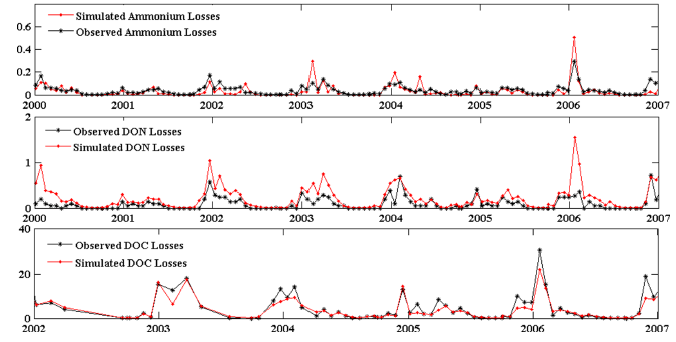 Simulated Ammonium Losses
0.6
Observed Ammonium Losses
0.4
0.2
0
2000 2001 2002 2003 2004 2005 2006 2007
2
Observed DON Losses
Simulated DON Losses
1
0
2000 2001 2002 2003 2004 2005 2006 2007
40
Observed DOC Losses
Simulated DOC Losses
20
0
2002 2003 2004 2005 2006 2007